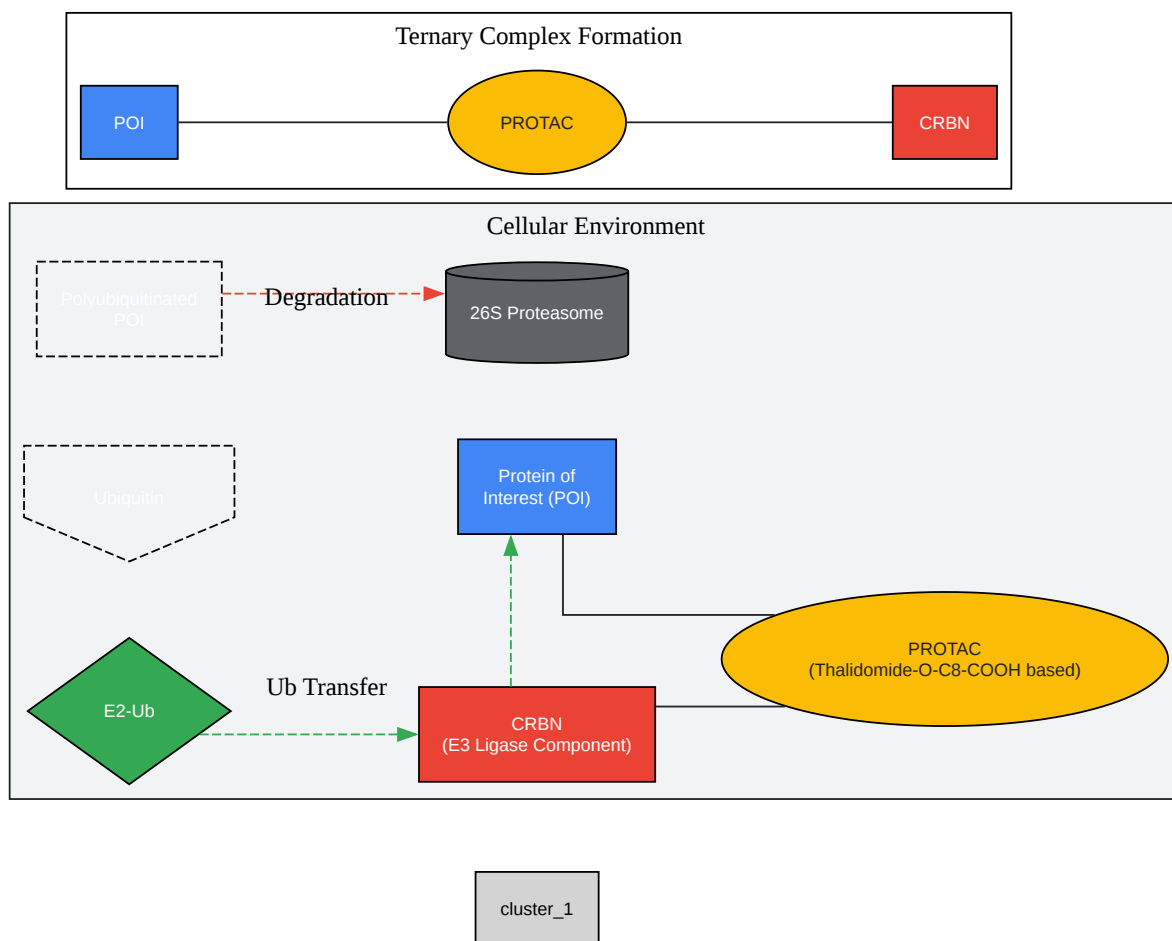 Ternary Complex Formation
POI
PROTAC
CRBN
Cellular Environment
Polyubiquitinated
POI
Degradation
26S Proteasome
Ubiquitin
Protein of
Interest (POI)
E2-Ub
Ub Transfer
CRBN
(E3 Ligase Component)
PROTAC
(Thalidomide-O-C8-COOH based)
cluster_1